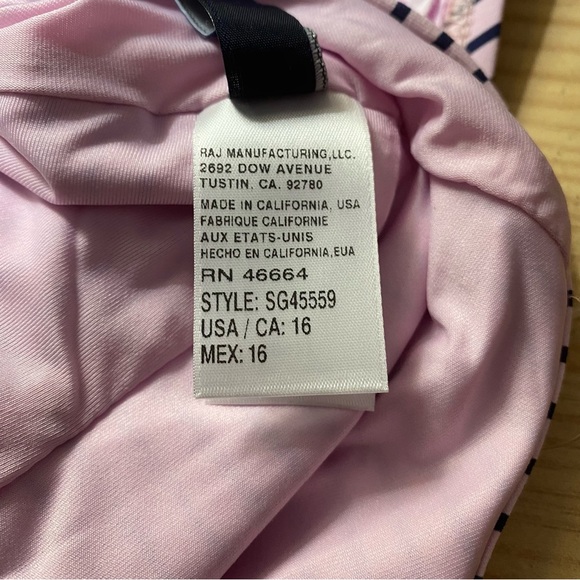 RAJ MANUFACTURING,LLC.
2692 DOW AVENUE
TUSTIN, CA. 92780
MADE IN CALIFORNIA, USA
FABRIQUE CALIFORNIE
AUX ETATS-UNIS
HECHO EN CALIFORNIA,EUA
RN 46664
STYLE: SG45559
USA / CA: 16
MEX: 16